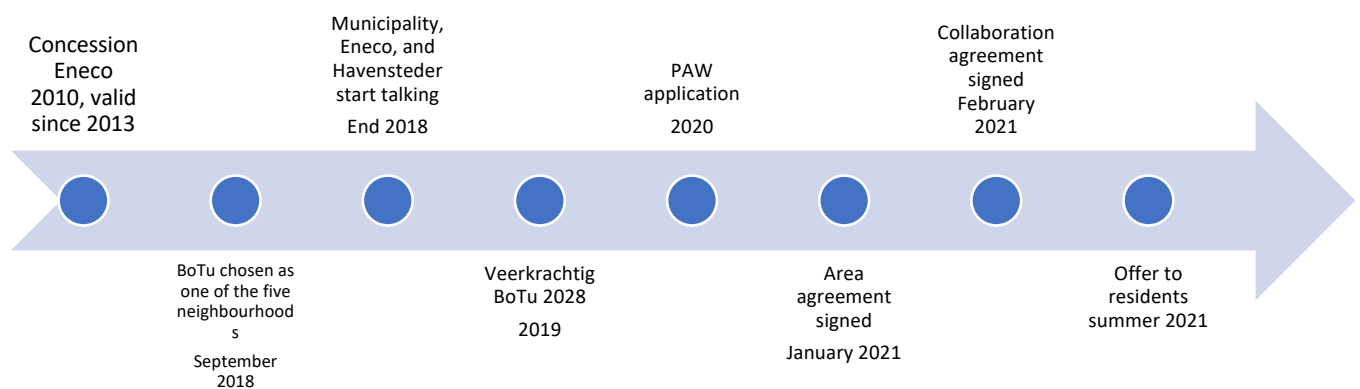 Concession
Eneco
2010, valid
since 2013
BoTu chosen as
one of the five
neighbourhood
s
September
2018
Municipality,
Eneco, and
Havensteder
start talking
End 2018
Veerkrachtig
BoTu 2028
2019
PAW
application
2020
Area
agreement
signed
January 2021
Collaboration
agreement
signed
February
2021
Offer to
residents
summer 2021